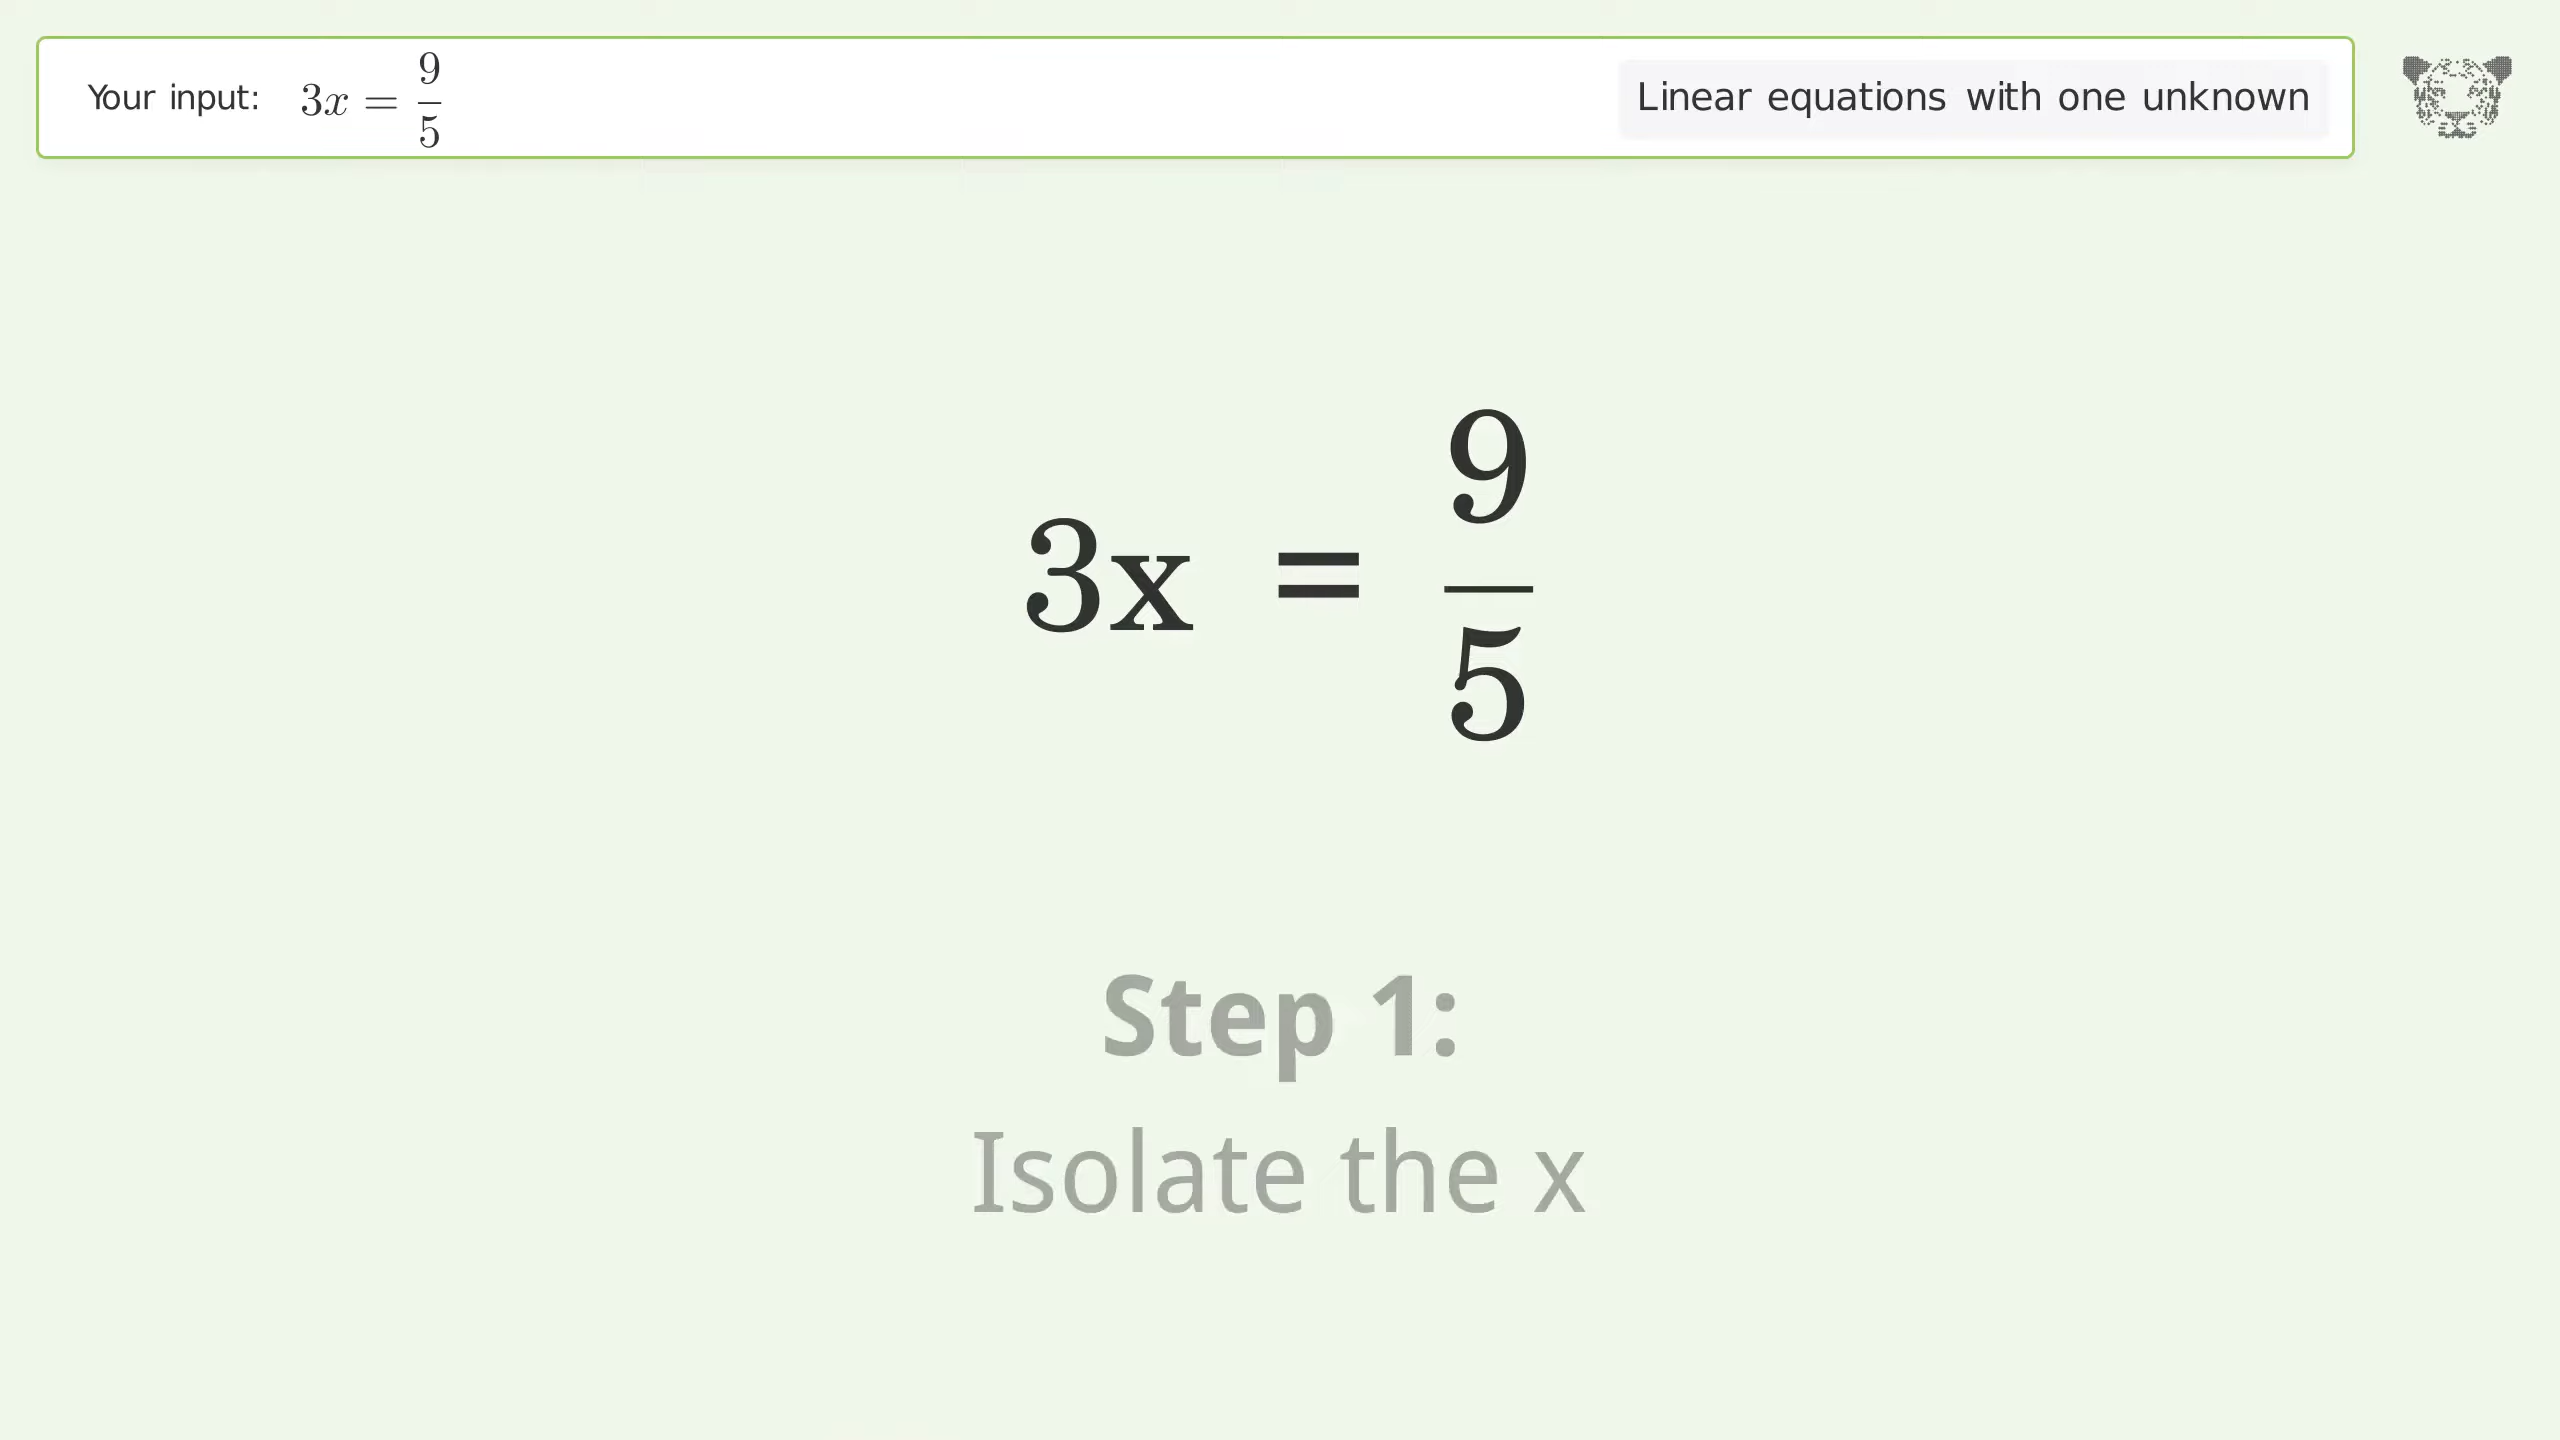 Your input: 3x = 9/5
Linear equations with one unknown
3x = 9/5
Step 1:
Isolate the x